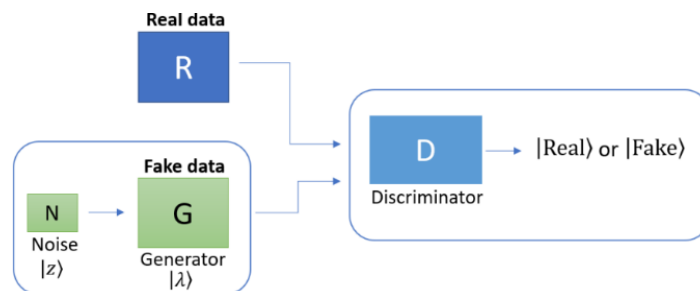 Real data
R
Fake data
N
G
Noise
|z⟩
Generator
|λ⟩
D
Discriminator
|Real⟩ or |Fake⟩